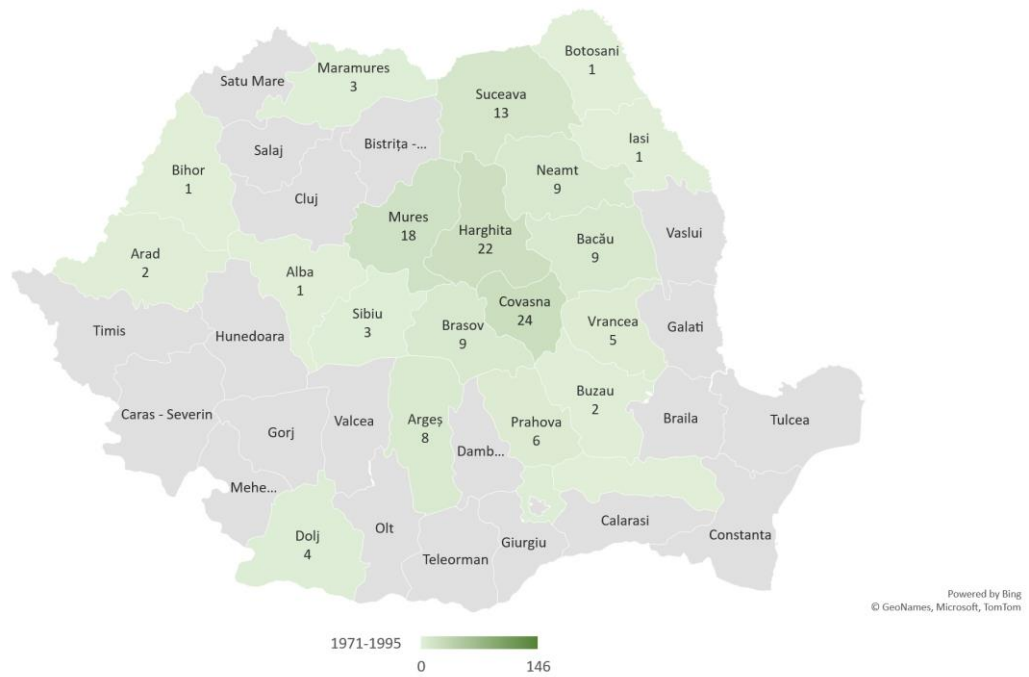 Botosani
1
Maramures
3
Satu Mare
Suceava
13
Iasi
1
Salaj
Bistrița -...
Bihor
1
Neamt
9
Cluj
Mures
18
Harghita
22
Bacău
9
Vaslui
Arad
2
Alba
1
Covasna
24
Sibiu
3
Brasov
9
Vrancea
5
Galati
Timis
Hunedoara
Buzau
2
Caras - Severin
Gorj
Valcea
Argeș
8
Prahova
6
Braila
Tulcea
Damb...
Mehe...
Olt
Calarasi
Dolj
4
Giurgiu
Constanta
Teleorman
Powered by Bing
© GeoNames, Microsoft, TomTom
1971-1995
0
146